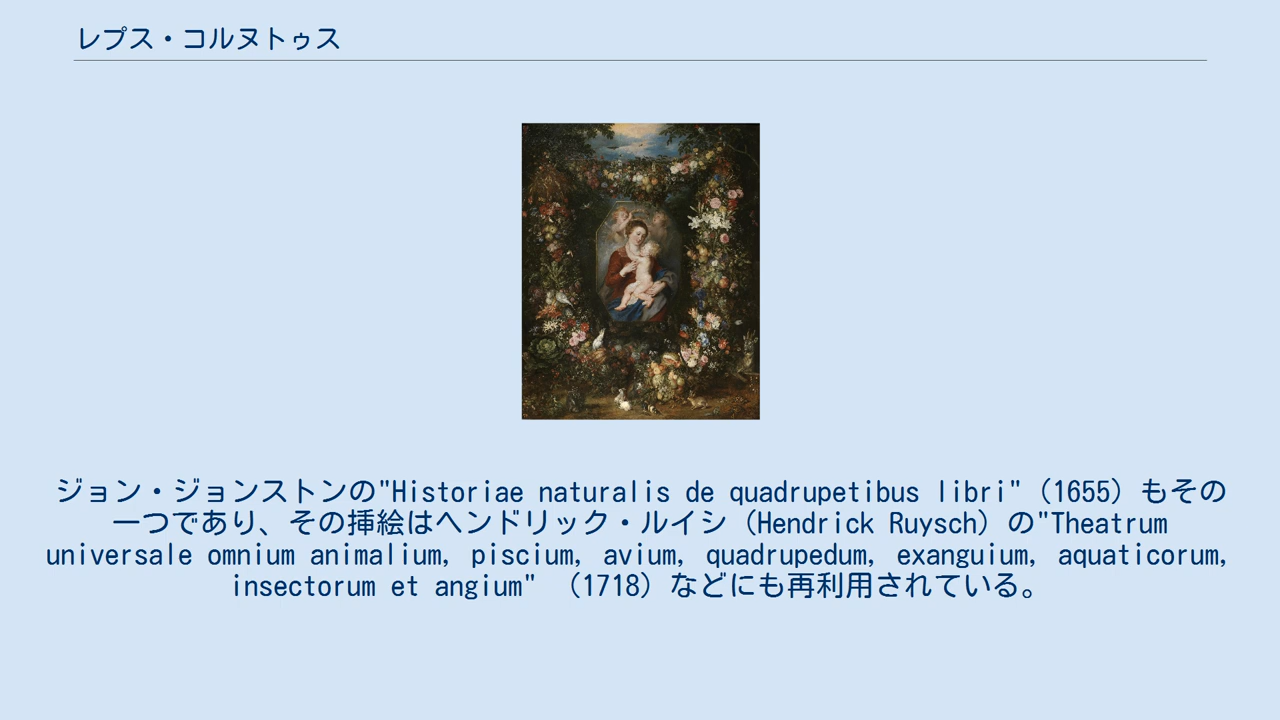 レプス・コルヌトゥス
ジョン・ジョンストンの"Historiae naturalis de quadrupetibus libri"（1655）もその
一つであり、その挿絵はヘンドリック・ルイシ（Hendrick Ruysch）の"Theatrum
universale omnium animalium, piscium, avium, quadrupedum, exanguium, aquaticorum,
insectorum et angium" （1718）などにも再利用されている。